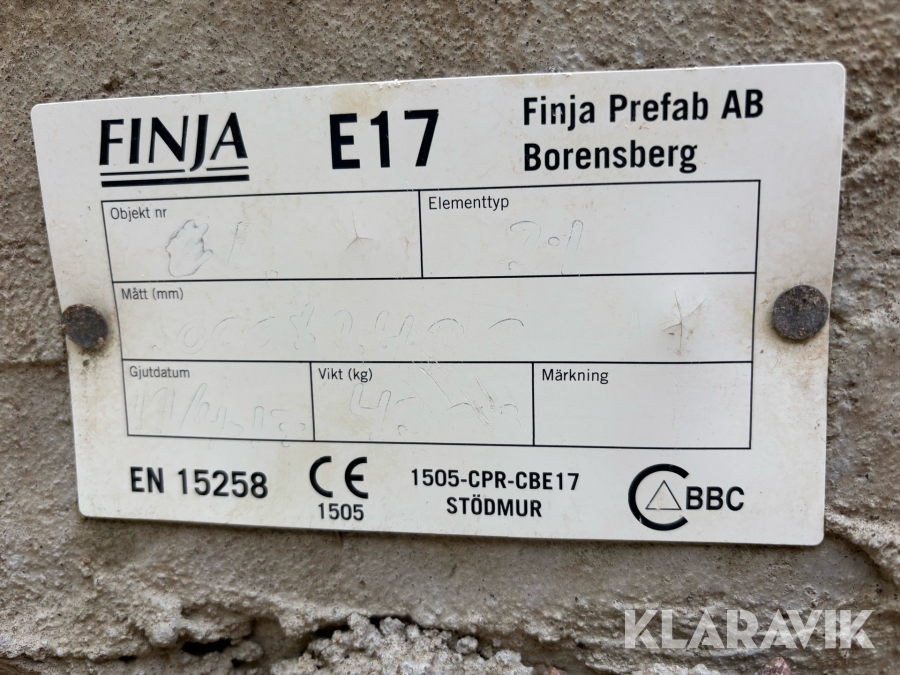 FINJA
E17
Finja Prefab AB
Borensberg
Objekt nr
Elementtyp
Mått (mm)
Gjutdatum
Vikt (kg)
Märkning
EN 15258
CE
1505
1505-CPR-CBE17
STÖDMUR
BBC
KLARAVIK